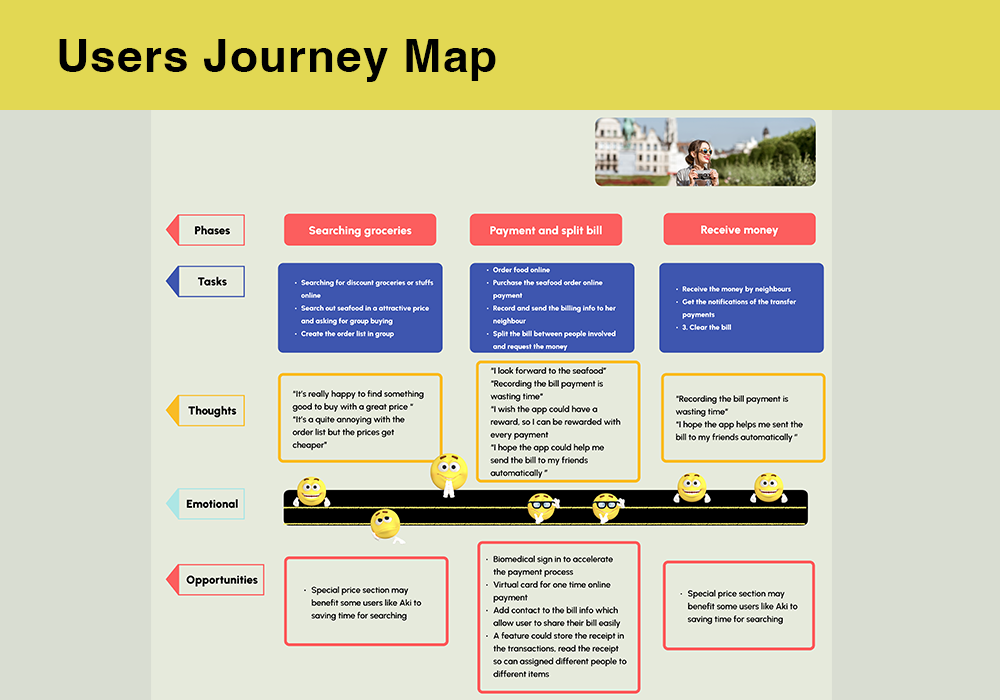 Users Journey Map
Phases
Searching groceries
Payment and split bill
Receive money
Tasks
· Searching for discount groceries or stuffs
online
· Search out seafood in a attractive price
and asking for group buying
· Create the order list in group
· Order food online
· Purchase the seafood order online
payment
· Record and send the billing info to her
neighbour
· Split the bill between people involved
and request the money
· Receive the money by neighbours
· Get the notifications of the transfer
payments
· 3. Clear the bill
Thoughts
"It's really happy to find something
good to buy with a great price "
"It's a quite annoying with the
order list but the prices get
cheaper"
"I look forward to the seafood"
"Recording the bill payment is
wasting time"
"I wish the app could have a
reward, so I can be rewarded with
every payment
"I hope the app could help me
send the bill to my friends
automatically "
"Recording the bill payment is
wasting time"
"I hope the app helps me sent the
bill to my friends automatically "
Emotional
Opportunities
· Special price section may
benefit some users like Aki to
saving time for searching
· Biomedical sign in to accelerate
the payment process
· Virtual card for one time online
payment
· Add contact to the bill info which
allow user to share their bill easily
· A feature could store the receipt in
the transactions, read the receipt
so can assigned different people to
different items
· Special price section may
benefit some users like Aki to
saving time for searching